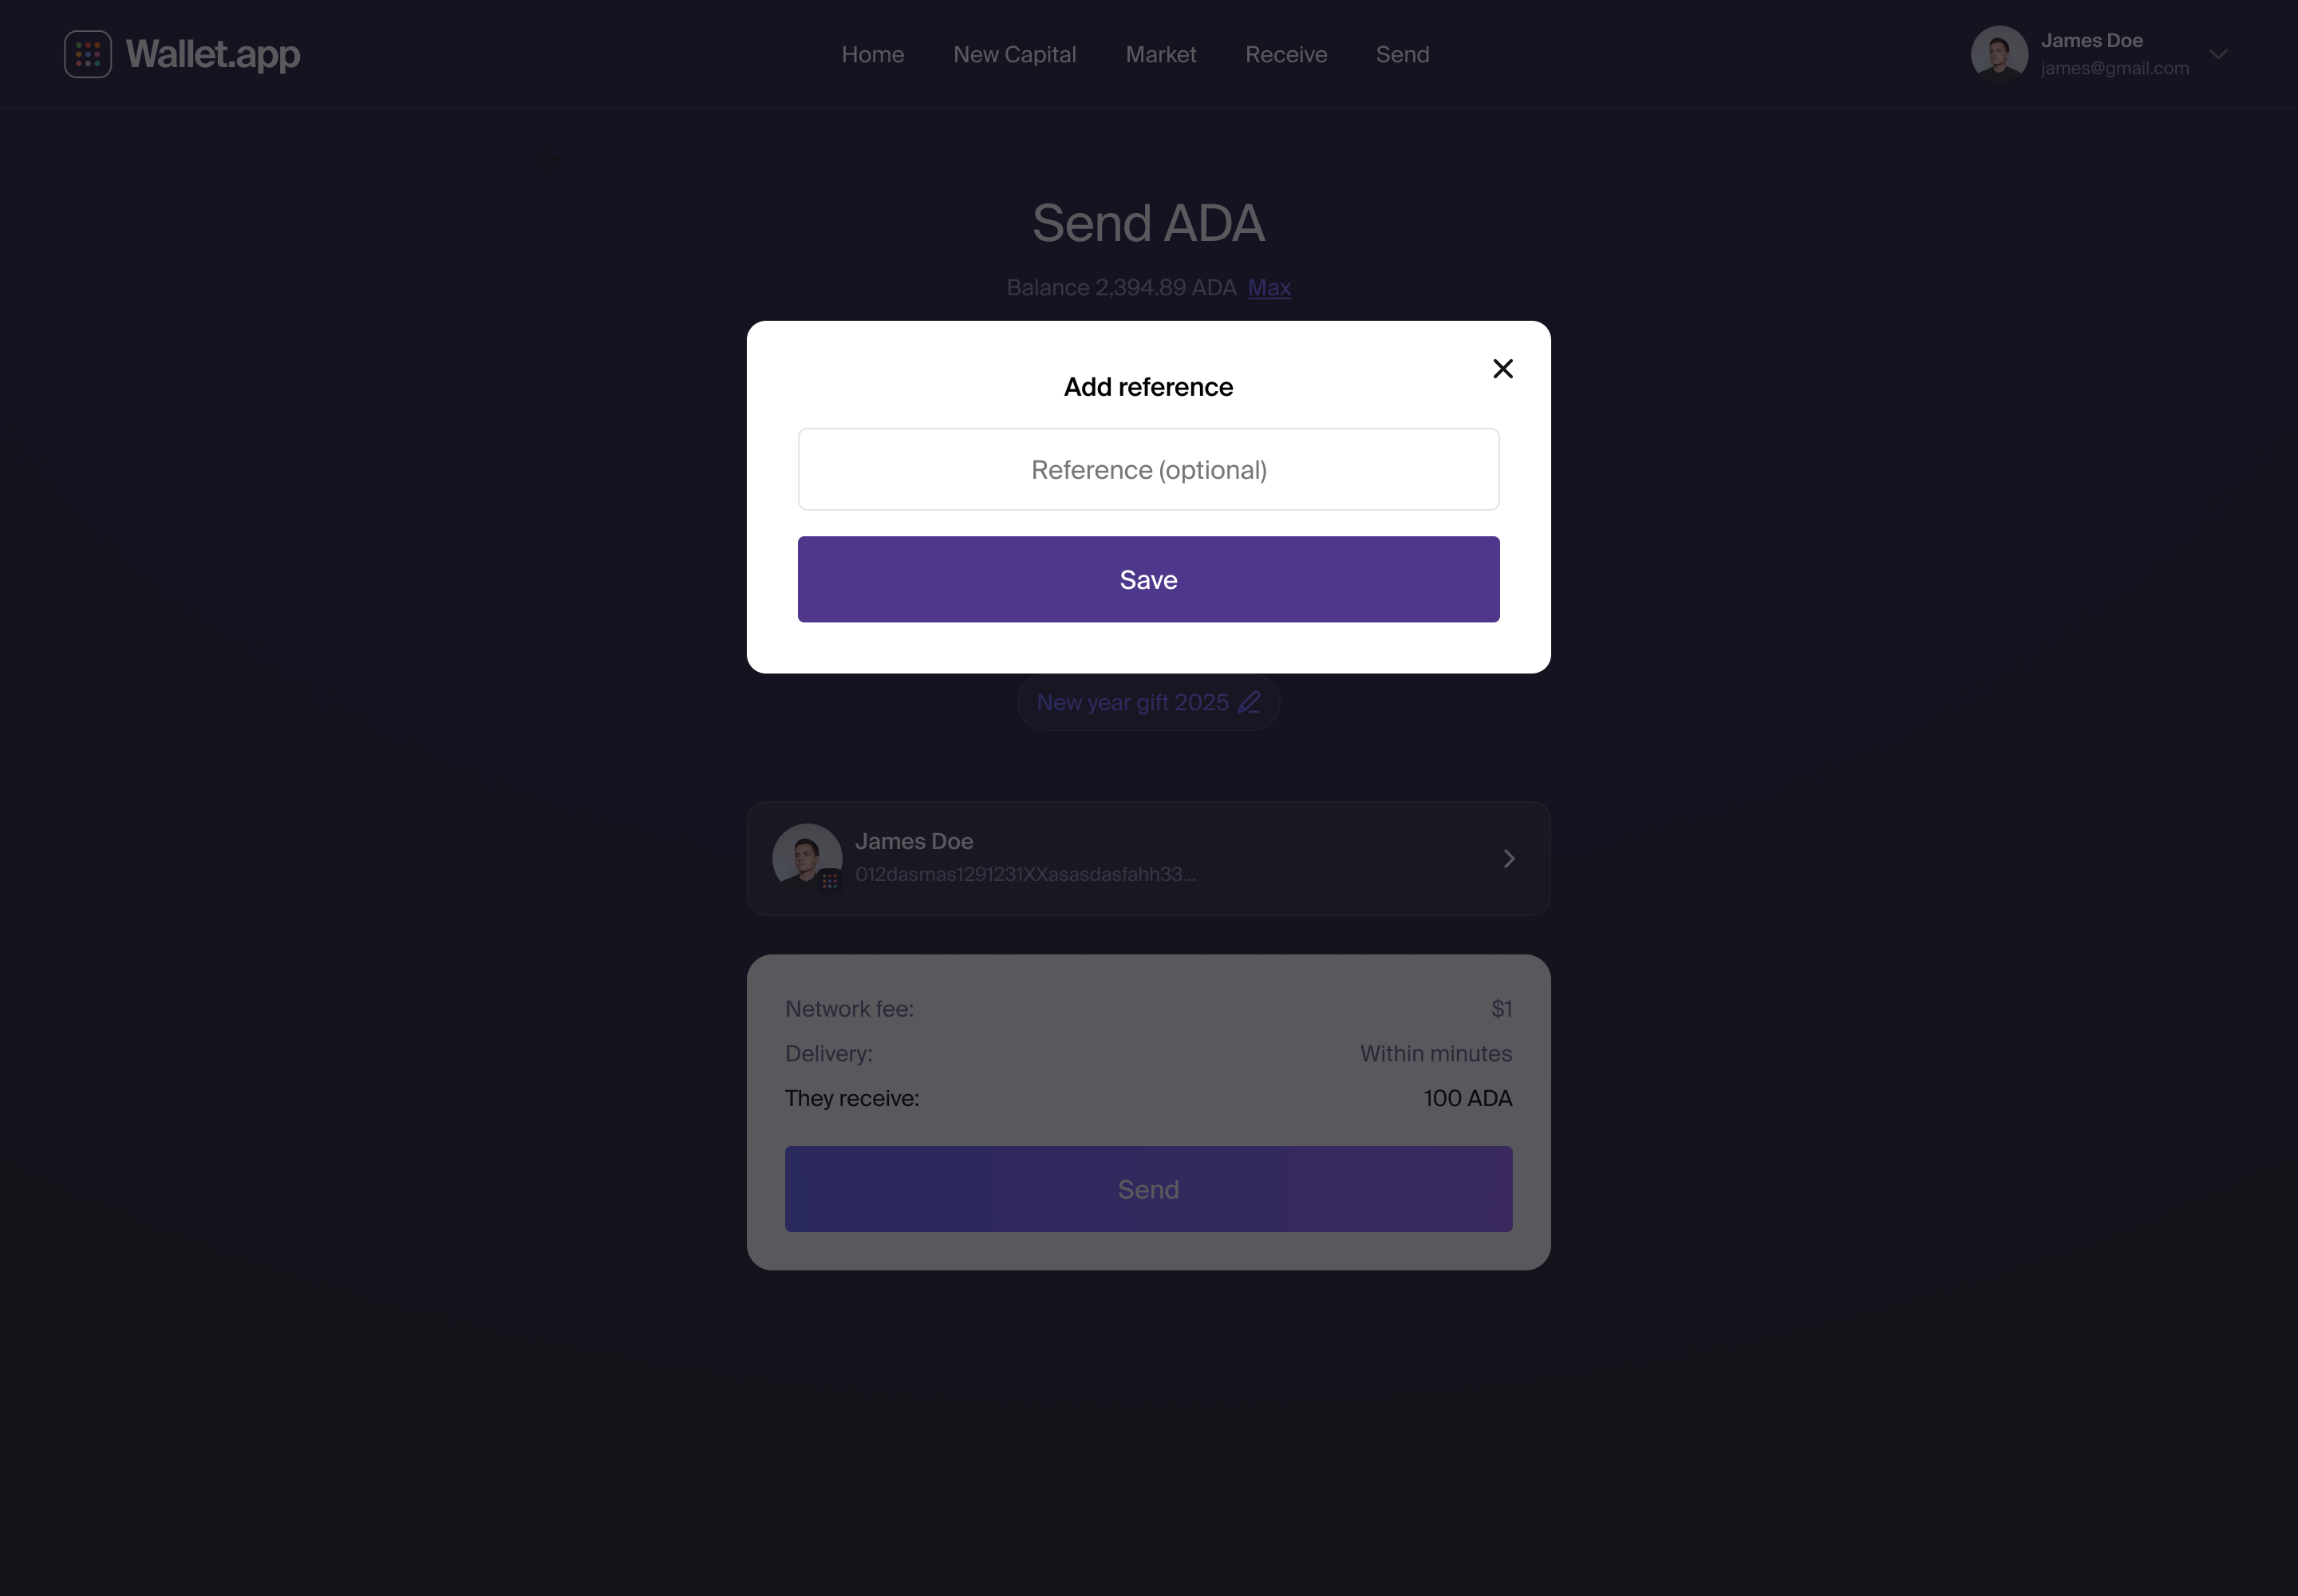 Wallet.app
Home New Capital Market Receive Send
James Doe
james@gmail.com
Send ADA
Balance 2,394.89 ADA Max
Add reference
Reference (optional)
Save
New year gift 2025
James Doe
012dasmas1291231XXasasdasfahh33...
Network fee: $1
Delivery: Within minutes
They receive: 100 ADA
Send